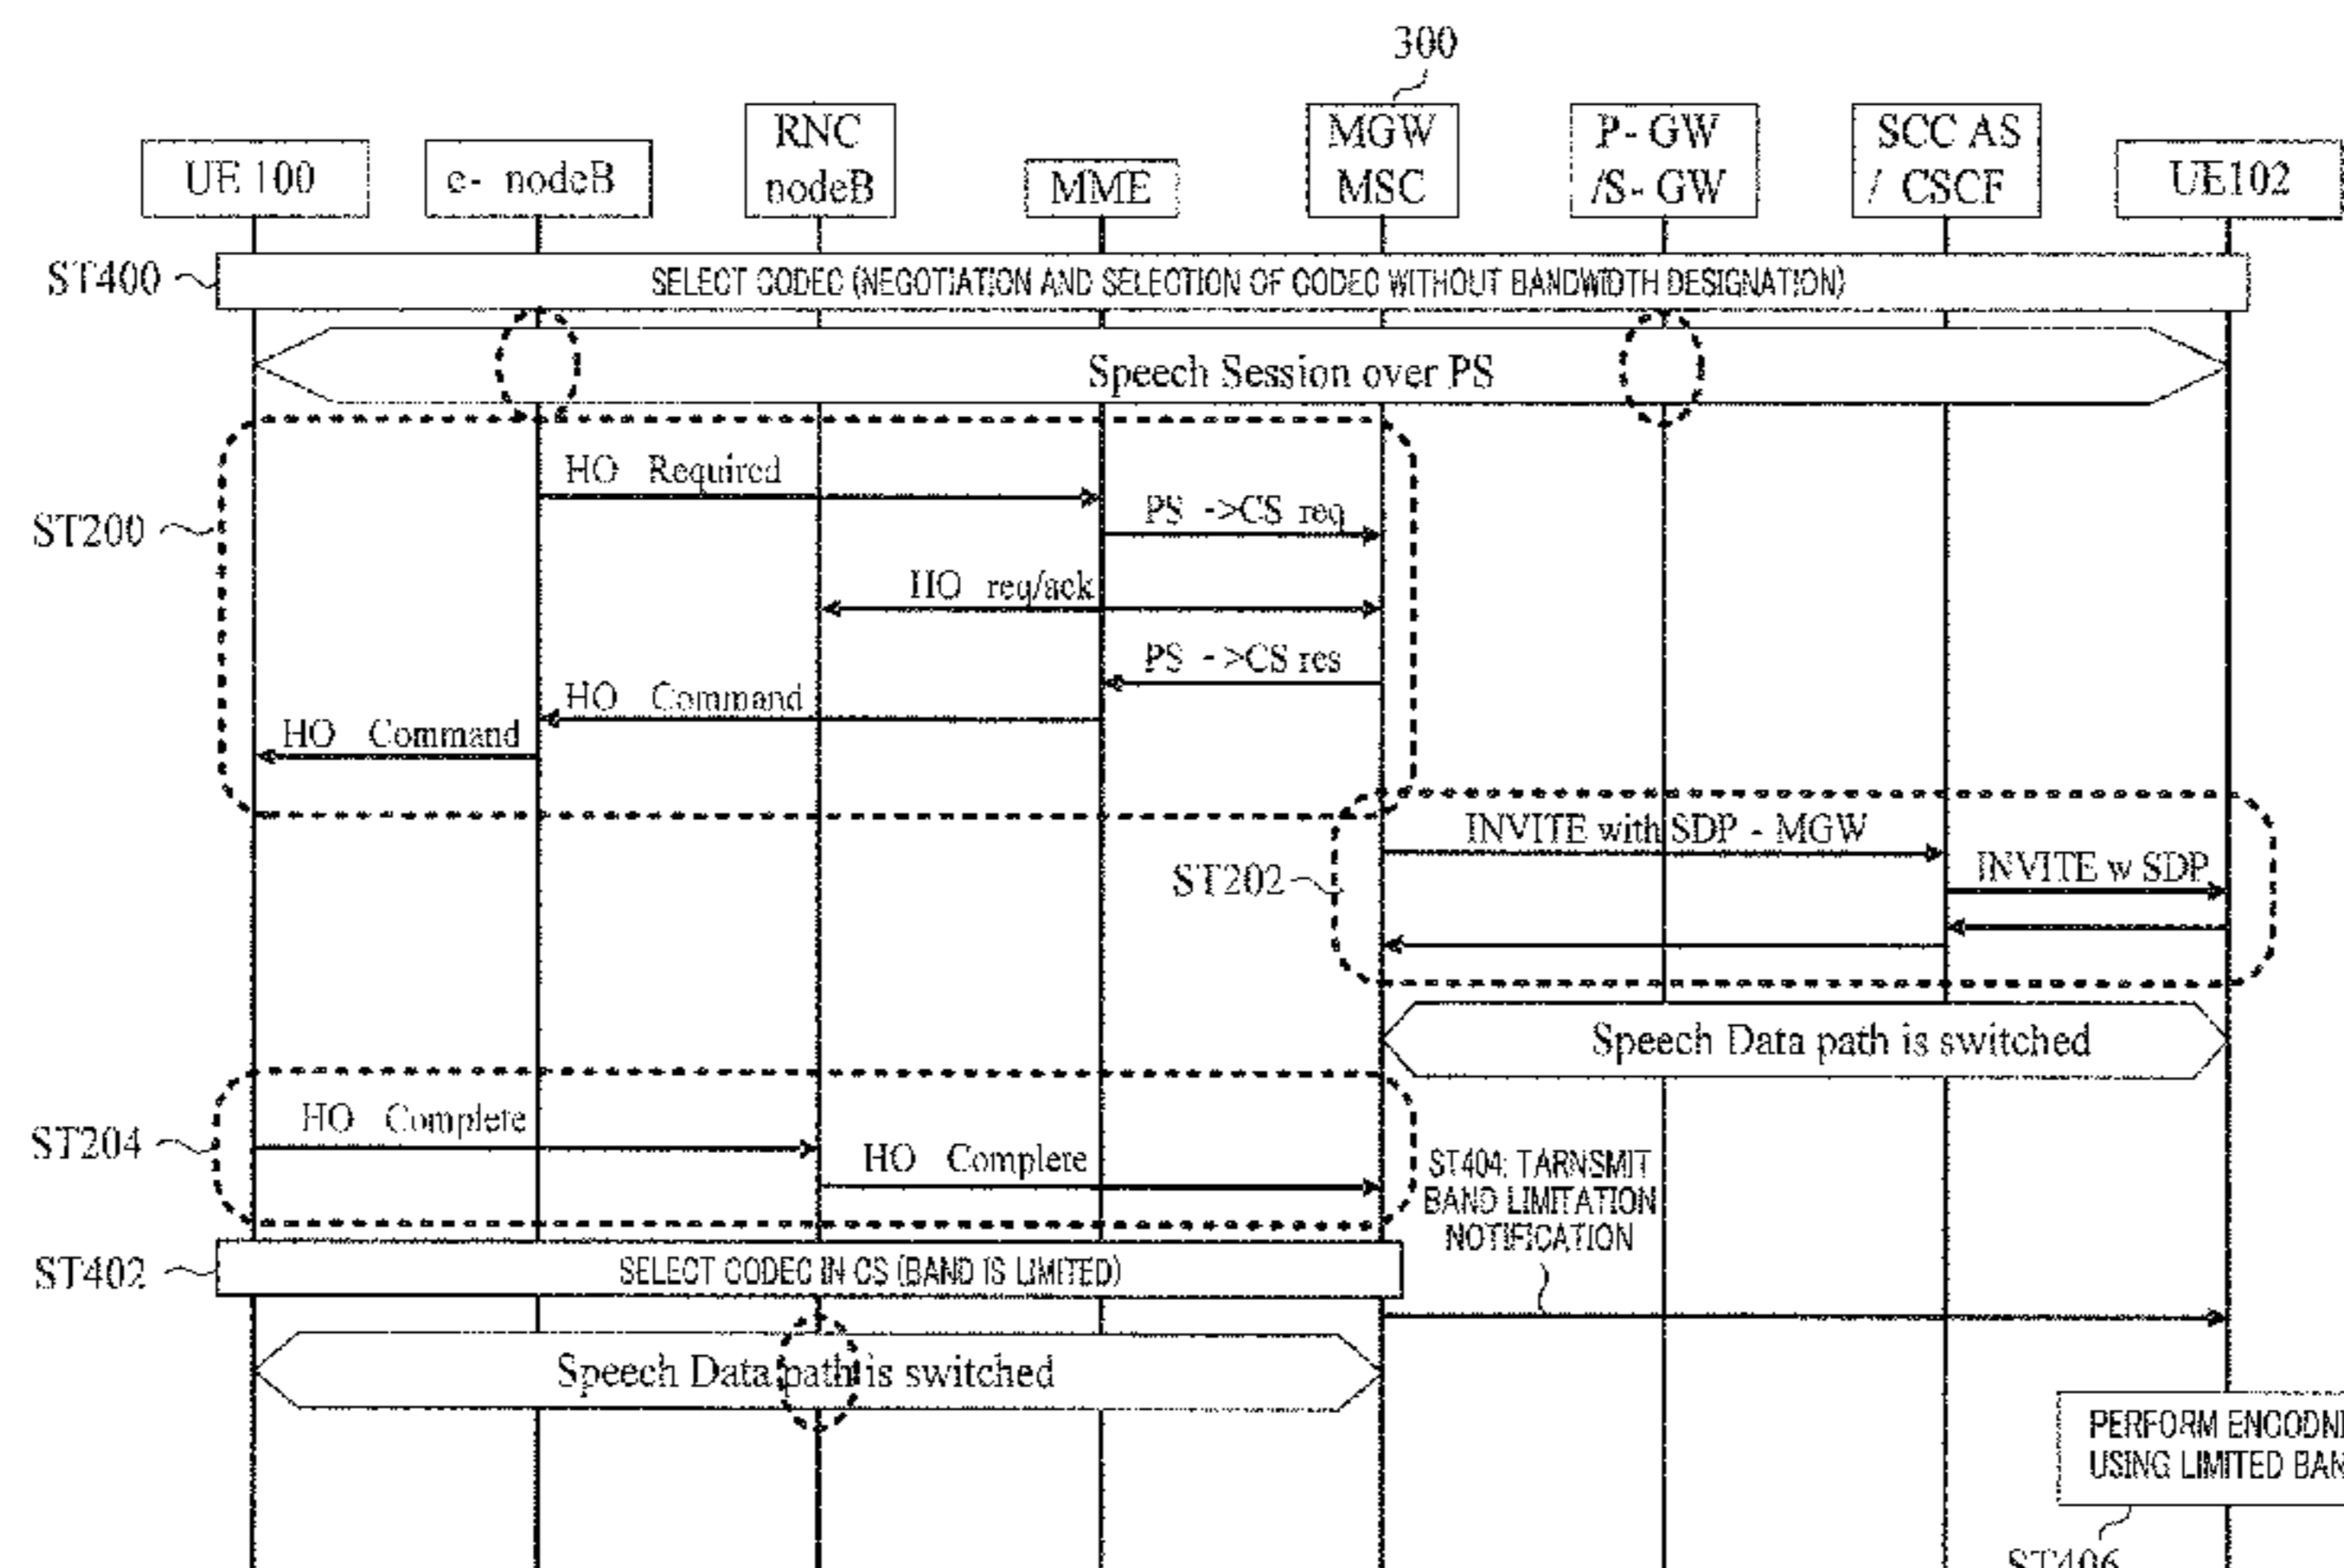 300
UE 100
e- nodeB
RNC
nodeB
MME
MGW
MSC
P- GW
/S- GW
SCC AS
/ CSCF
UE102
ST400
SELECT CODEC (NEGOTIATION AND SELECTION OF CODEC WITHOUT BANDWIDTH DESIGNATION)
Speech Session over PS
ST200
HO Required
PS ->CS req
HO req/ack
PS ->CS res
HO Command
HO Command
INVITE with SDP - MGW
ST202
INVITE w SDP
Speech Data path is switched
ST204
HO Complete
HO Complete
ST404: TARNSMIT
BAND LIMITATION
NOTIFICATION
ST402
SELECT CODEC IN CS (BAND IS LIMITED)
Speech Data path is switched
PERFORM
USING LIMITED
ST406